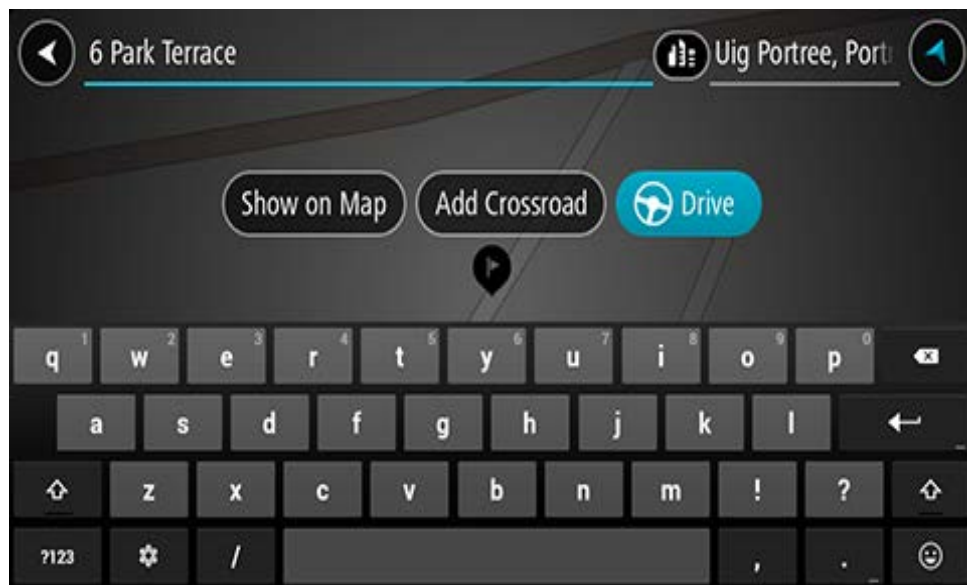 6 Park Terrace Uig Portree, Port
Show on Map Add Crossroad Drive
q 1 w 2 e 3 r 4 t 5 y 6 u 7 i 8 o 9 p 0
a s d f g h j k l
z x c v b n m ! ?
?123 / , .